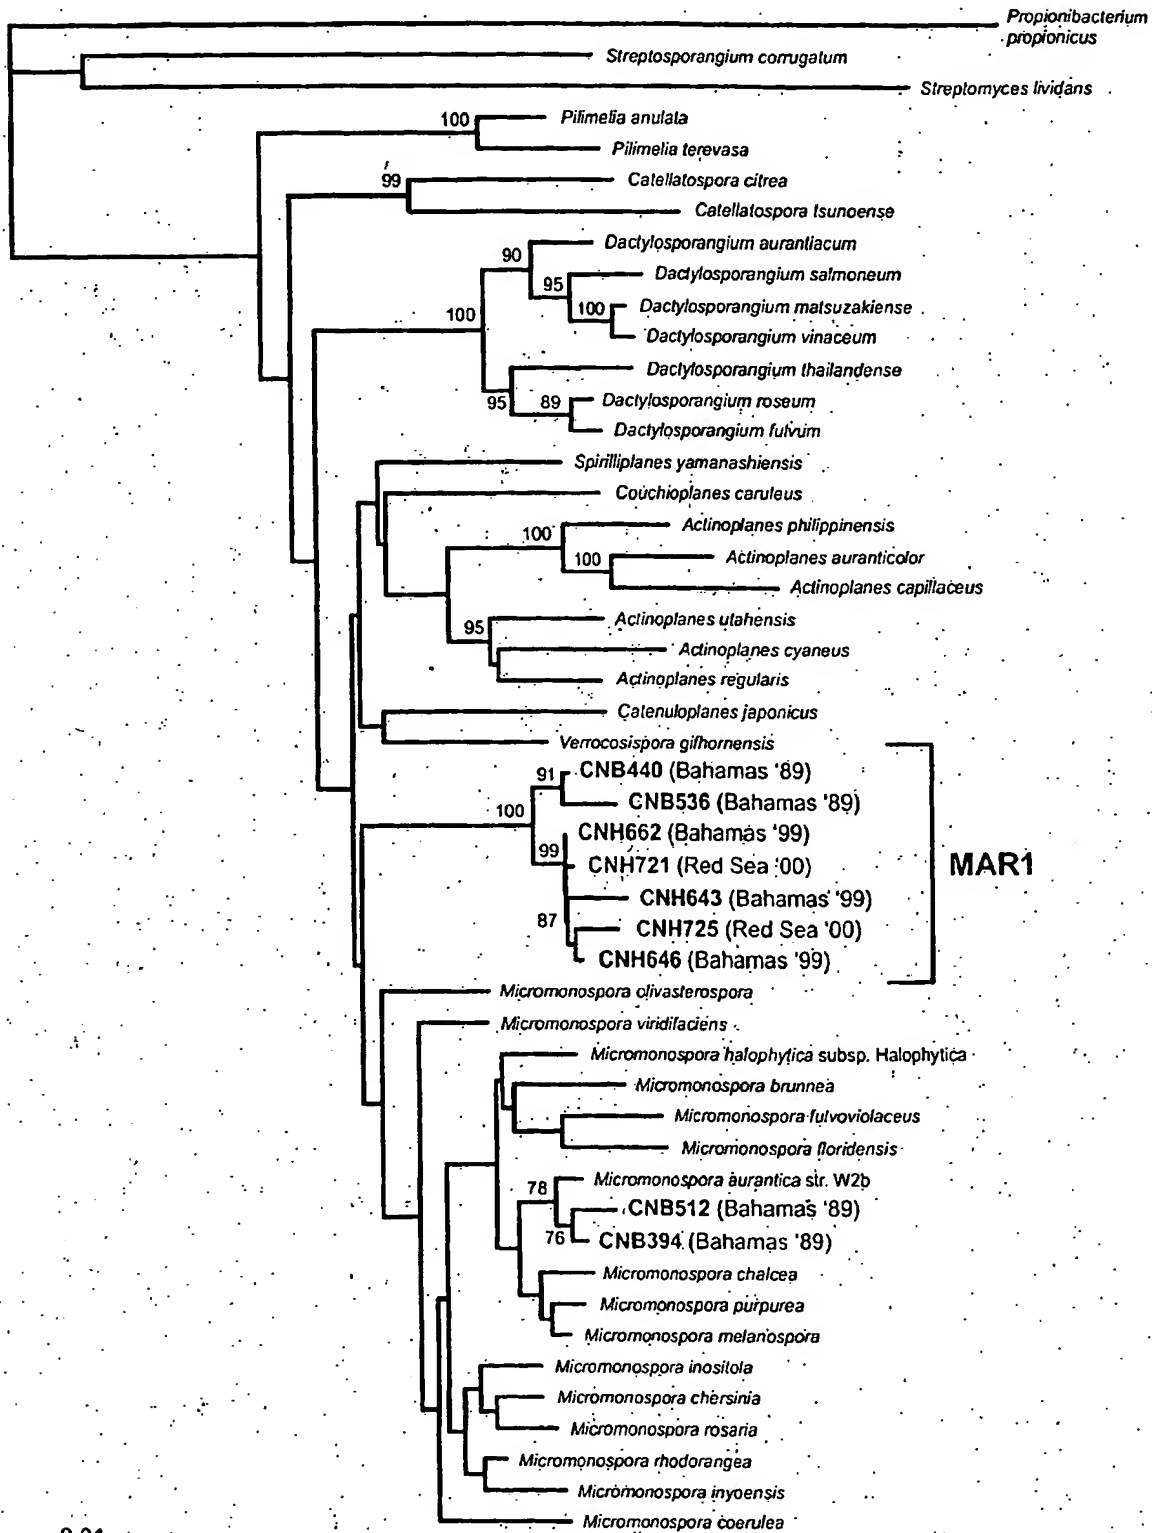 Propionibacterium
propionicus
Streptosporangium corrugatum
Streptomyces lividans
100
Pilimelia anulata
Pilimelia terevasa
99
Catellatospora citrea
Catellatospora tsunoense
Dactylosporangium aurantiacum
90
Dactylosporangium salmoneum
95
Dactylosporangium matsuzakiense
100
100
Dactylosporangium vinaceum
Dactylosporangium thailandense
95
89
Dactylosporangium roseum
Dactylosporangium fulvum
Spirilliplanes yamanashiensis
Couchioplanes caruleus
100
Actinoplanes philippinensis
100
Actinoplanes auranticolor
Actinoplanes capillaceus
95
Actinoplanes utahensis
Actinoplanes cyaneus
Actinoplanes regularis
Catenuloplanes japonicus
Verrocosispora gifhornensis
91
CNB440 (Bahamas '89)
CNB536 (Bahamas '89)
100
CNH662 (Bahamas '99)
99
CNH721 (Red Sea '00)
MAR1
CNH643 (Bahamas '99)
87
CNH725 (Red Sea '00)
CNH646 (Bahamas '99)
Micromonospora olivasterospora
Micromonospora viridifaciens
Micromonospora halophytica subsp. Halophytica
Micromonospora brunnea
Micromonospora fulvoviolaceus
Micromonospora floridensis
78
Micromonospora aurantica str. W2b
CNB512 (Bahamas '89)
76
CNB394 (Bahamas '89)
Micromonospora chalcea
Micromonospora purpurea
Micromonospora melanospora
Micromonospora inositola
Micromonospora chersinia
Micromonospora rosaria
Micromonospora rhodorangea
Micromonospora inyoensis
Micromonospora coerulea